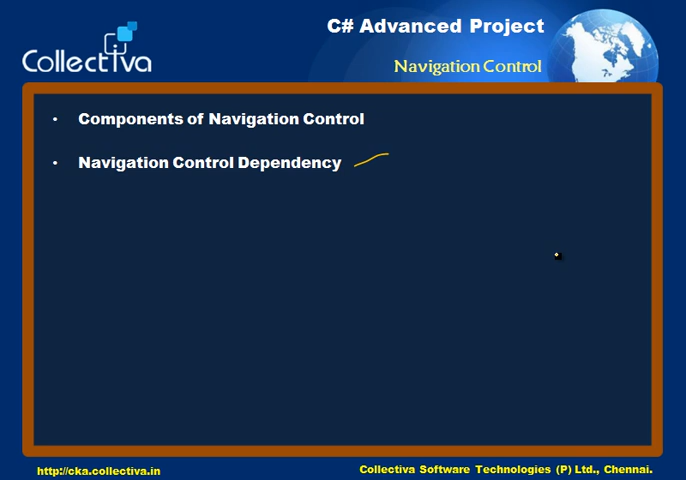 Collectiva
C# Advanced Project
Navigation Control
• Components of Navigation Control
• Navigation Control Dependency
http://cka.collectiva.in
Collectiva Software Technologies (P) Ltd., Chennai.